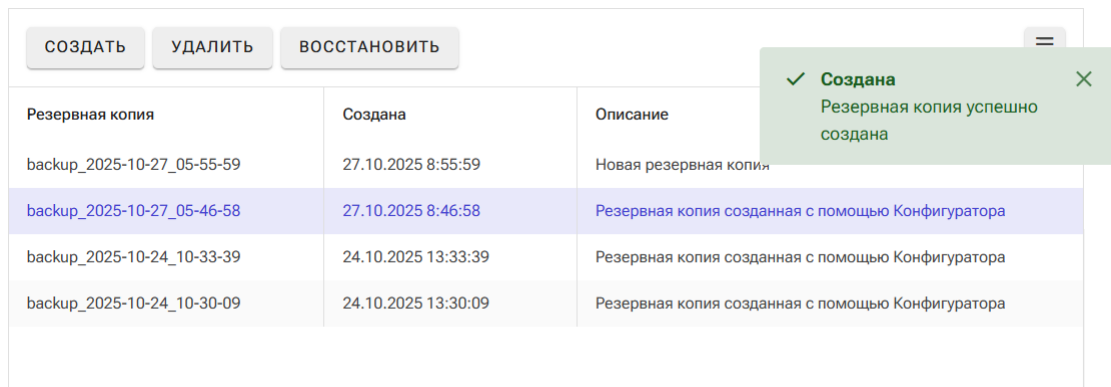 СОЗДАТЬ УДАЛИТЬ ВОССТАНОВИТЬ
Создана
Резервная копия успешно
создана
Резервная копия Создана Описание
backup_2025-10-27_05-55-59 27.10.2025 8:55:59 Новая резервная копия
backup_2025-10-27_05-46-58 27.10.2025 8:46:58 Резервная копия созданная с помощью Конфигуратора
backup_2025-10-24_10-33-39 24.10.2025 13:33:39 Резервная копия созданная с помощью Конфигуратора
backup_2025-10-24_10-30-09 24.10.2025 13:30:09 Резервная копия созданная с помощью Конфигуратора